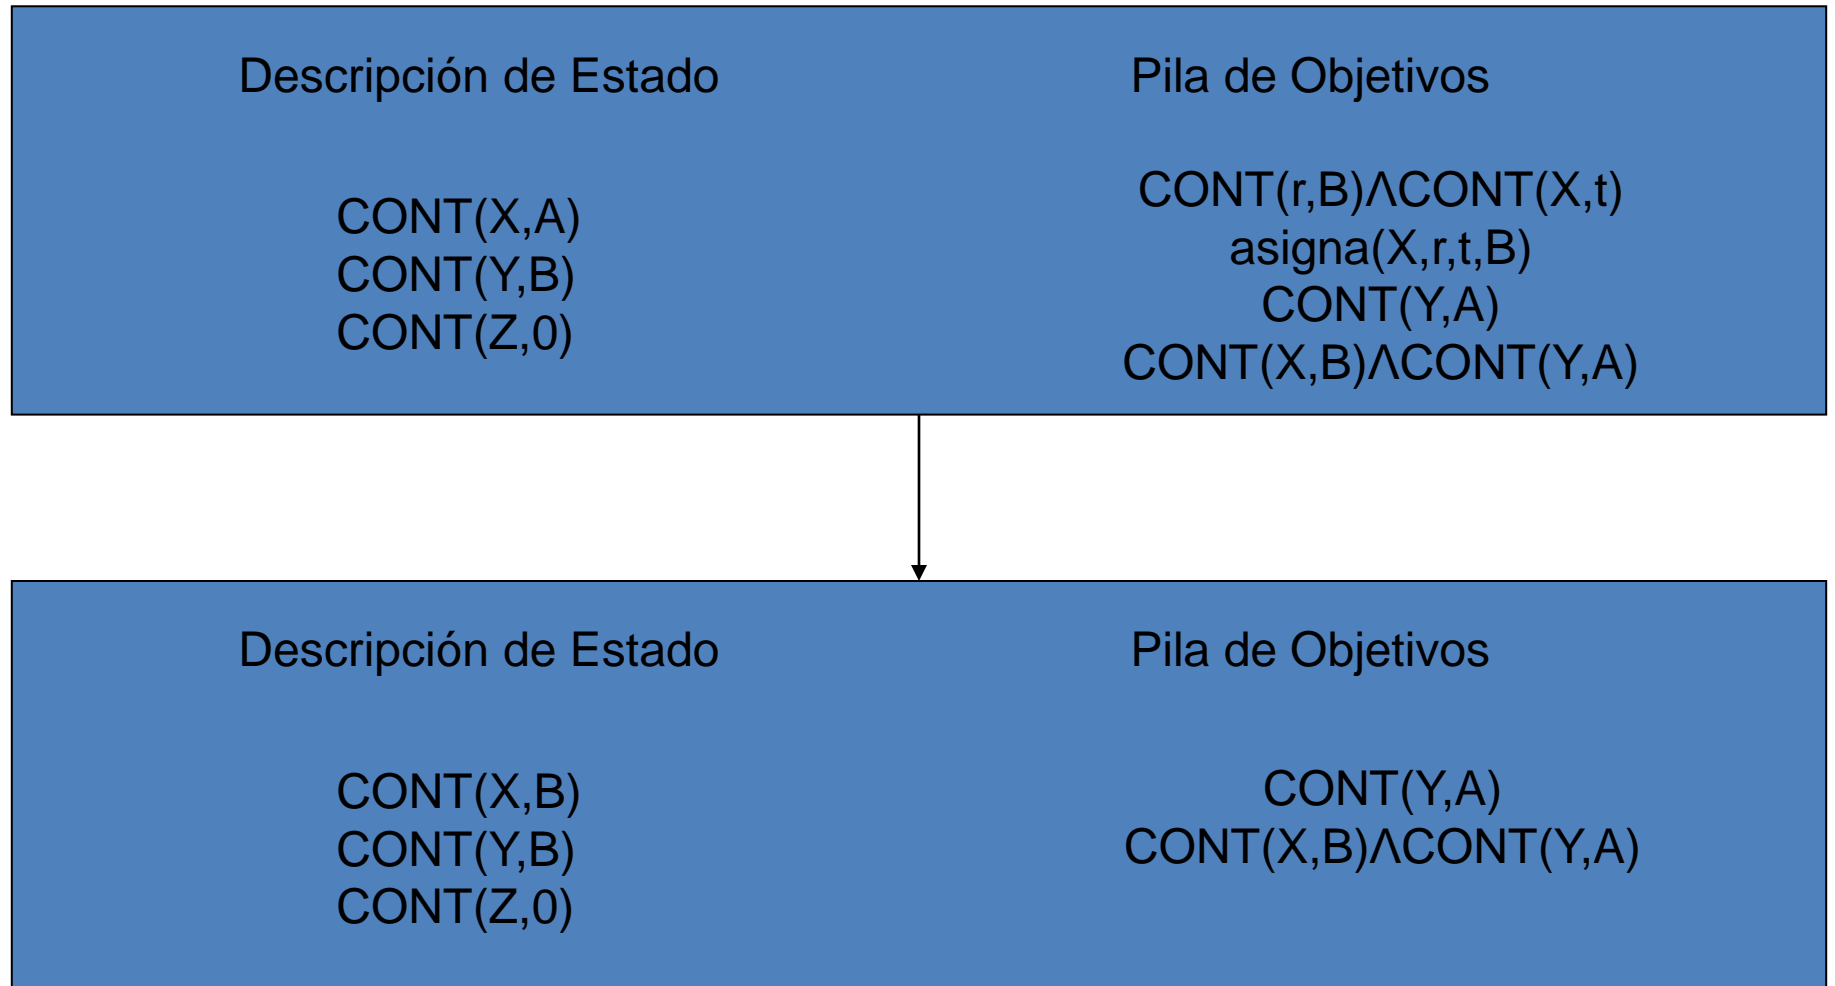 Descripción de Estado
CONT(X,A)
CONT(Y,B)
CONT(Z,0)
Pila de Objetivos
CONT(r,B)ΛCONT(X,t)
asigna(X,r,t,B)
CONT(Y,A)
CONT(X,B)ΛCONT(Y,A)
Descripción de Estado
CONT(X,B)
CONT(Y,B)
CONT(Z,0)
Pila de Objetivos
CONT(Y,A)
CONT(X,B)ΛCONT(Y,A)